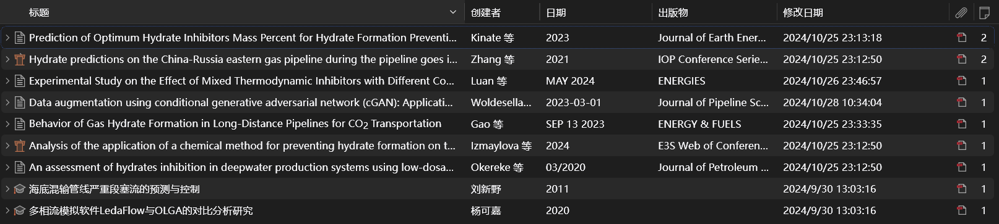 标题 创建者 日期 出版物 修改日期
Prediction of Optimum Hydrate Inhibitors Mass Percent for Hydrate Formation Preventi... Kinate 等 2023 Journal of Earth Ener... 2024/10/25 23:13:18 2
Hydrate predictions on the China-Russia eastern gas pipeline during the pipeline goes i... Zhang 等 2021 IOP Conference Serie... 2024/10/25 23:12:50 2
Experimental Study on the Effect of Mixed Thermodynamic Inhibitors with Different Co... Luan 等 MAY 2024 ENERGIES 2024/10/26 23:46:57 1
Data augmentation using conditional generative adversarial network (cGAN): Applicati... Woldesella... 2023-03-01 Journal of Pipeline Sc... 2024/10/28 10:34:04 1
Behavior of Gas Hydrate Formation in Long-Distance Pipelines for CO₂ Transportation Gao 等 SEP 13 2023 ENERGY & FUELS 2024/10/25 23:33:35 1
Analysis of the application of a chemical method for preventing hydrate formation on t... Izmaylova 等 2024 E3S Web of Conferen... 2024/10/25 23:12:50 1
An assessment of hydrates inhibition in deepwater production systems using low-dosa... Okereke 等 03/2020 Journal of Petroleum ... 2024/10/25 23:12:50 1
海底混输管线严重段塞流的预测与控制 刘新野 2011 2024/9/30 13:03:16 1
多相流模拟软件LedaFlow与OLGA的对比分析研究 杨可嘉 2020 2024/9/30 13:03:16 1